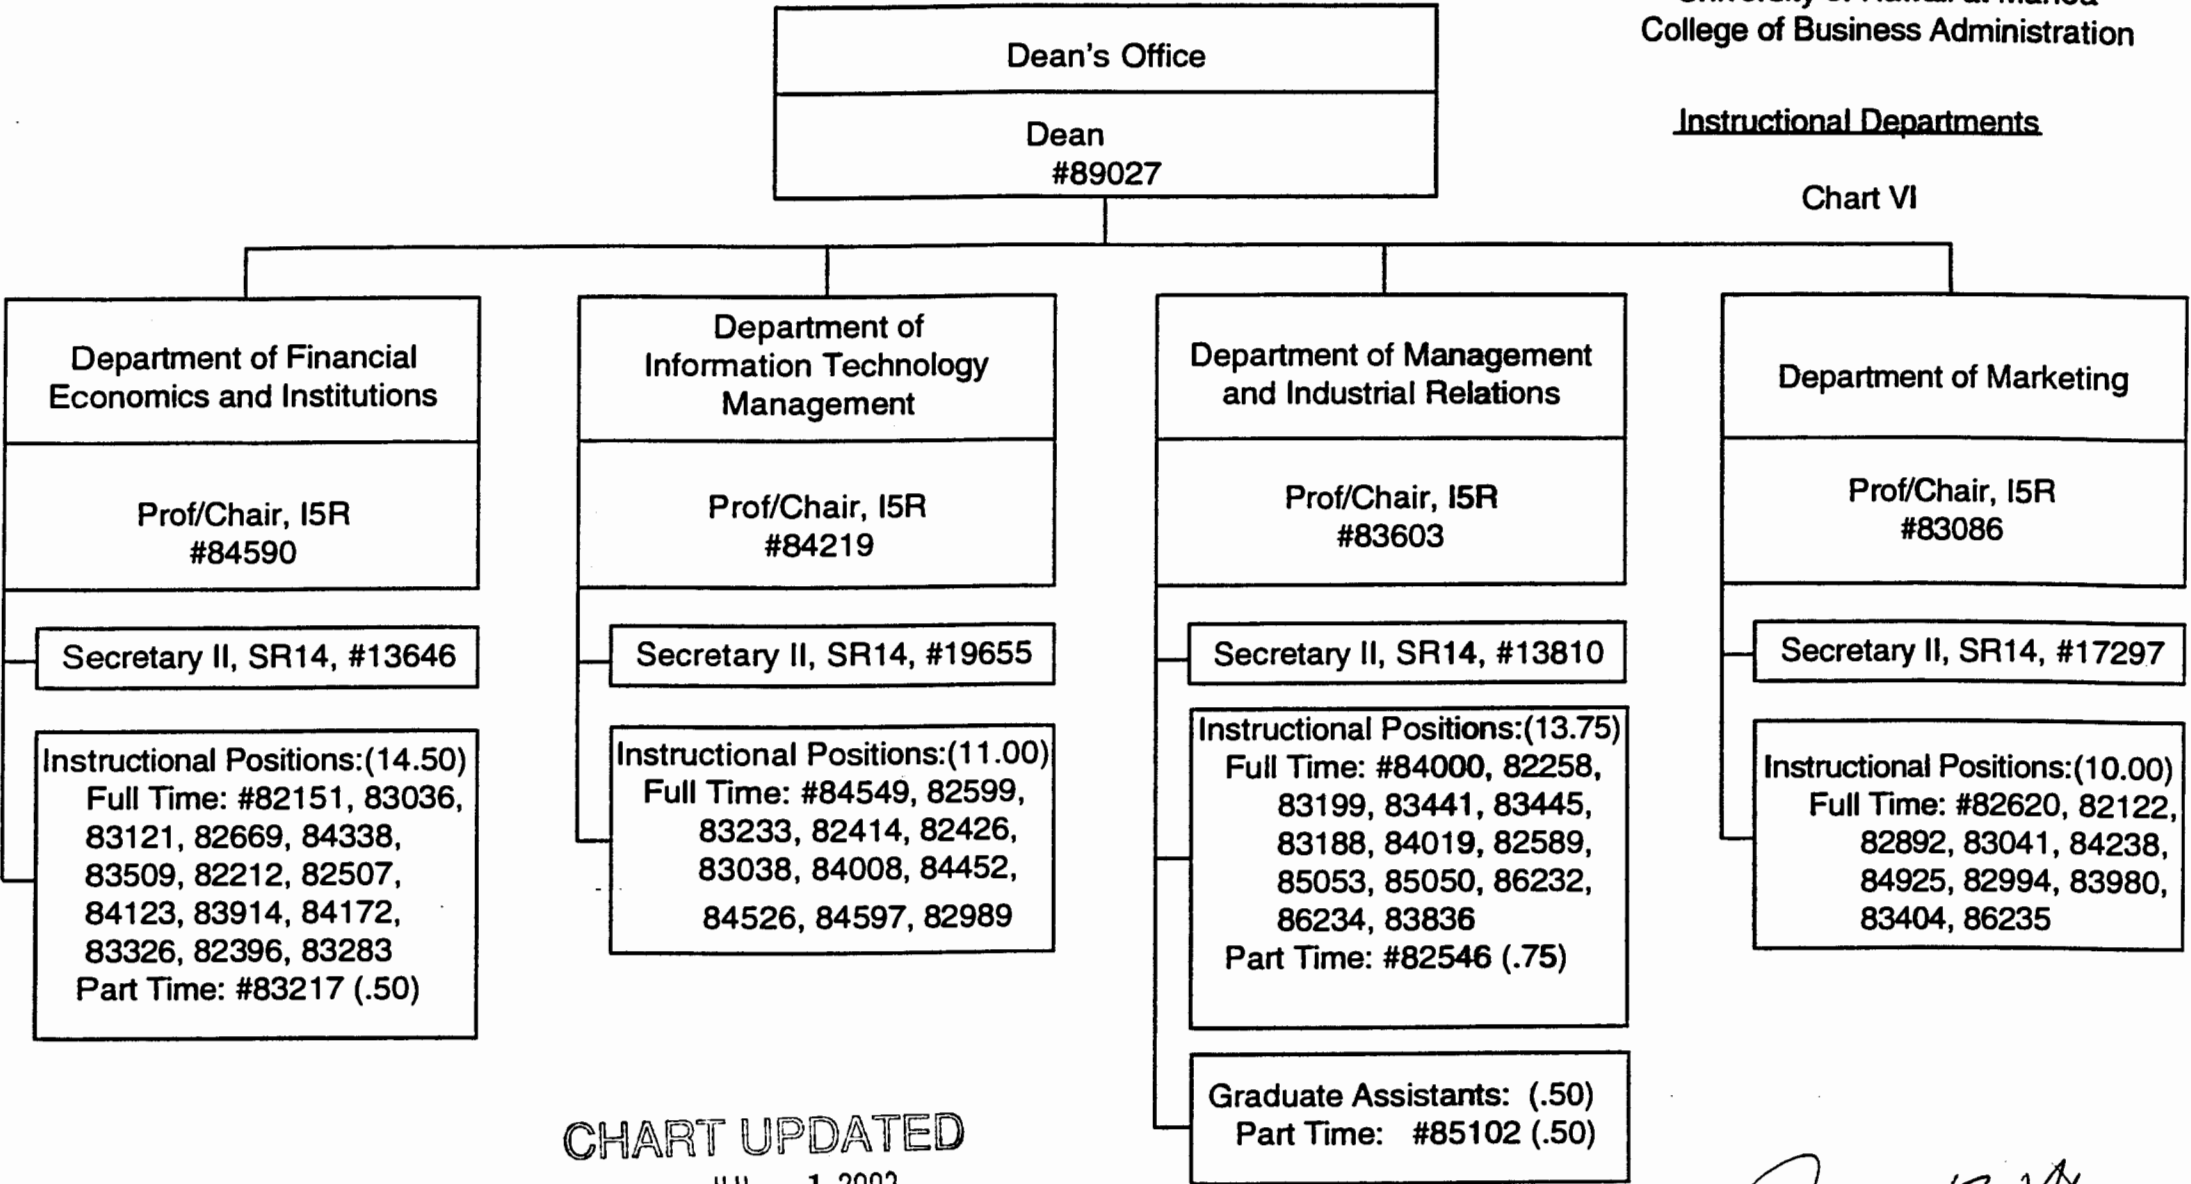 College of Business Administration
Instructional Departments
Chart VI
Dean's Office
Dean
#89027
Department of Financial
Economics and Institutions
Prof/Chair, I5R
#84590
Secretary II, SR14, #13646
Instructional Positions:(14.50)
Full Time: #82151, 83036,
83121, 82669, 84338,
83509, 82212, 82507,
84123, 83914, 84172,
83326, 82396, 83283
Part Time: #83217 (.50)
Department of
Information Technology
Management
Prof/Chair, I5R
#84219
Secretary II, SR14, #19655
Instructional Positions:(11.00)
Full Time: #84549, 82599,
83233, 82414, 82426,
83038, 84008, 84452,
84526, 84597, 82989
Department of Management
and Industrial Relations
Prof/Chair, I5R
#83603
Secretary II, SR14, #13810
Instructional Positions:(13.75)
Full Time: #84000, 82258,
83199, 83441, 83445,
83188, 84019, 82589,
85053, 85050, 86232,
86234, 83836
Part Time: #82546 (.75)
Graduate Assistants: (.50)
Part Time: #85102 (.50)
Department of Marketing
Prof/Chair, I5R
#83086
Secretary II, SR14, #17297
Instructional Positions:(10.00)
Full Time: #82620, 82122,
82892, 83041, 84238,
84925, 82994, 83980,
83404, 86235
CHART UPDATED